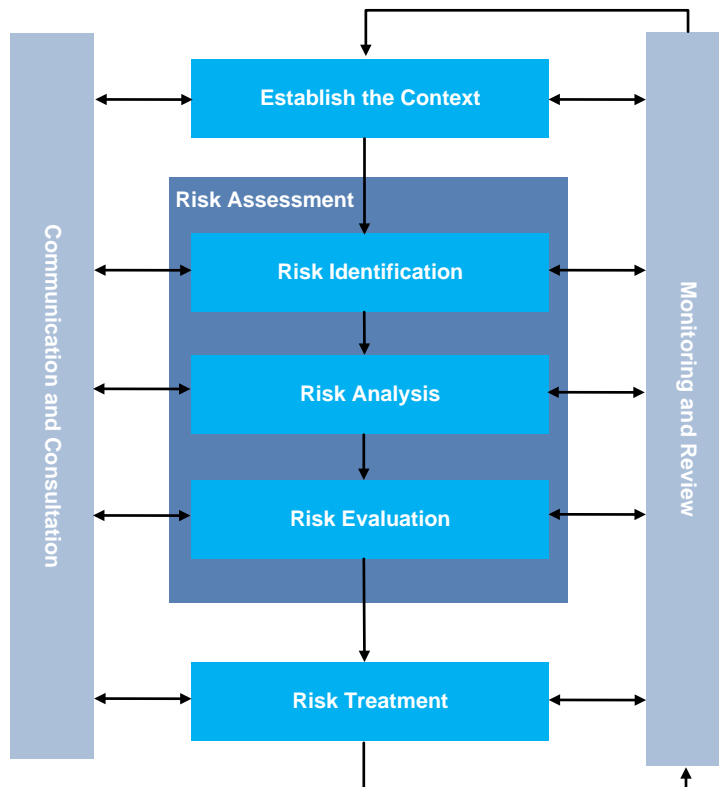 Establish the Context
Risk Assessment
Communication and Consultation
Risk Identification
Monitoring and Review
Risk Analysis
Risk Evaluation
Risk Treatment